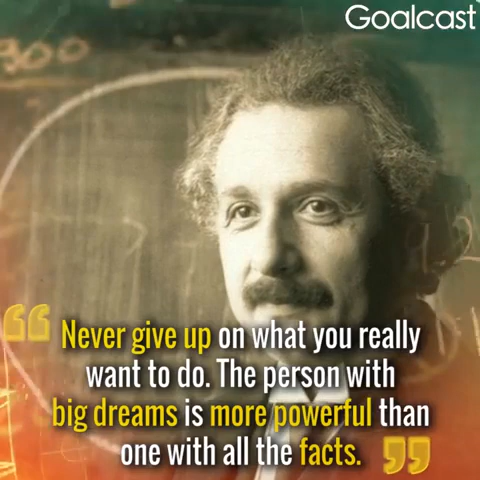 Goalcast
300
“ Never give up on what you really
want to do. The person with
big dreams is more powerful than
one with all the facts. ”